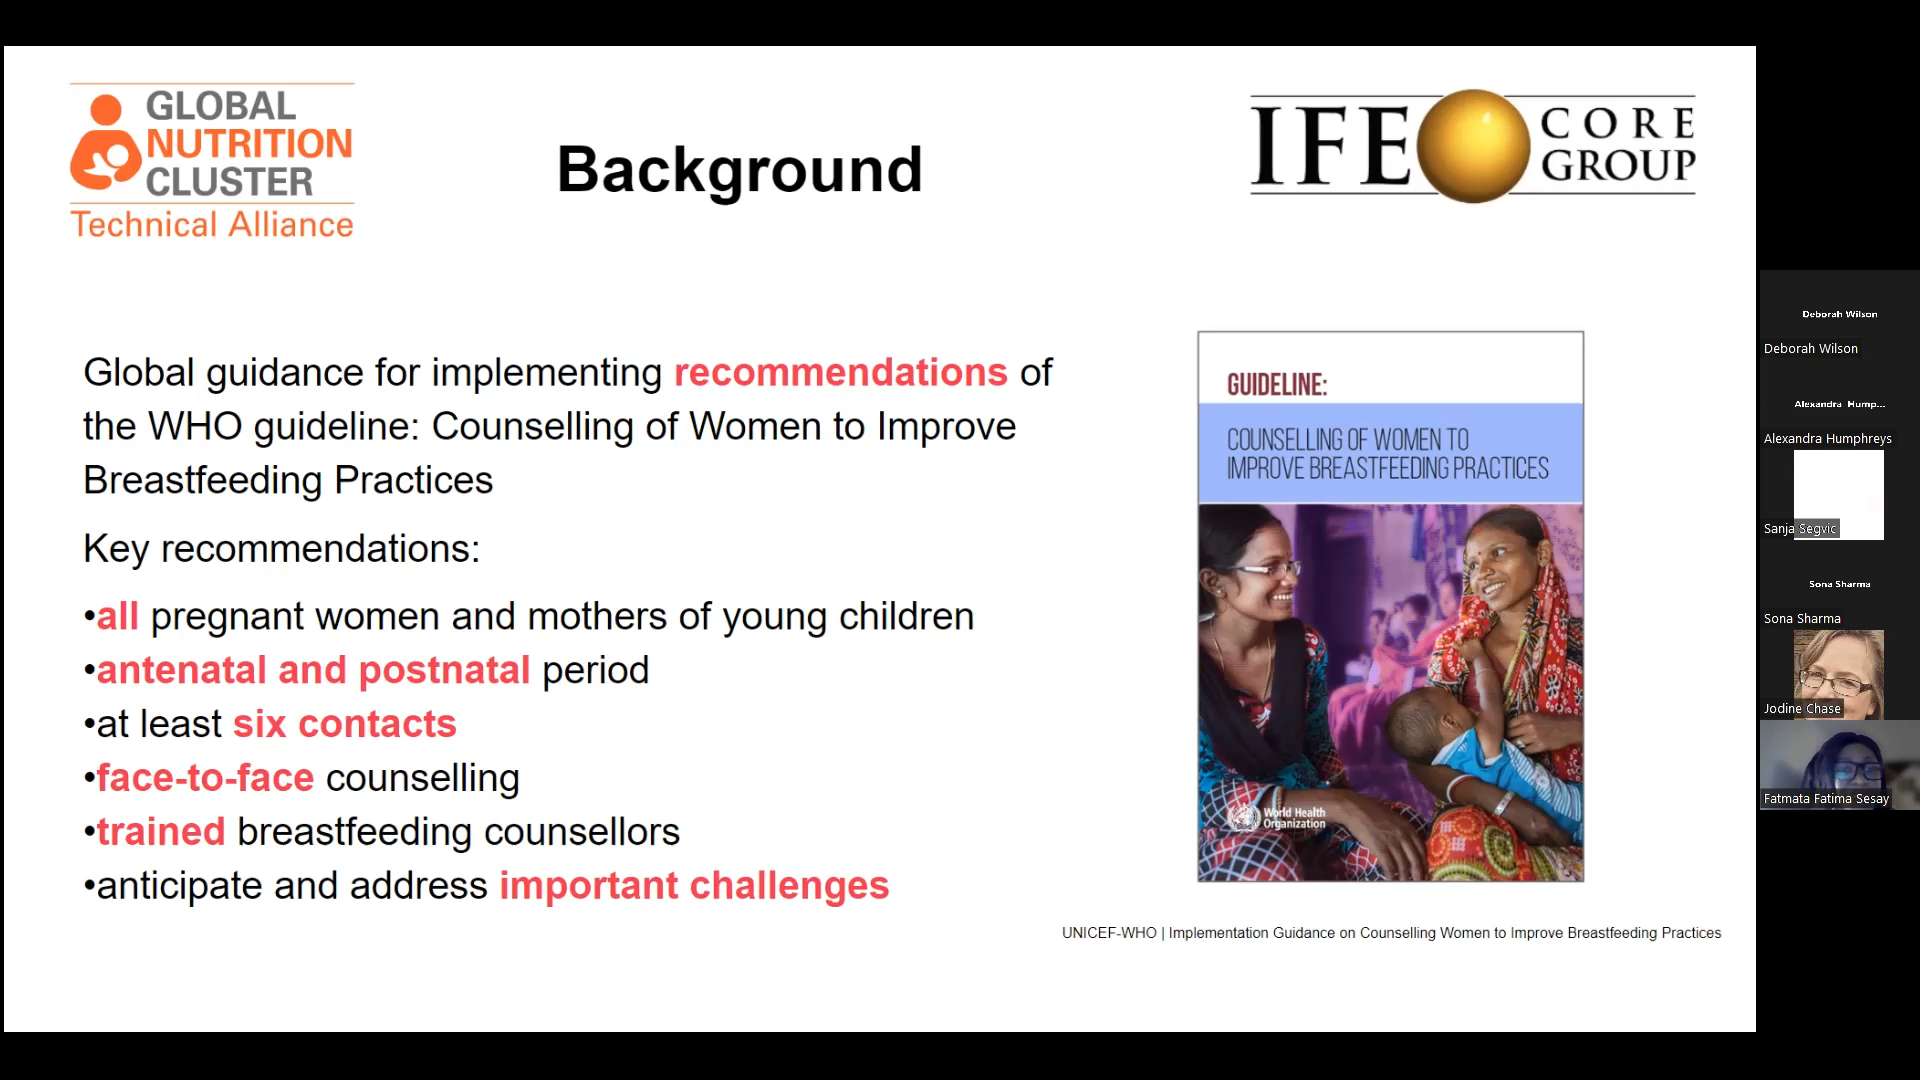 GLOBAL
NUTRITION
CLUSTER
Technical Alliance
Background
IFE CORE
GROUP
Global guidance for implementing recommendations of
the WHO guideline: Counselling of Women to Improve
Breastfeeding Practices
Key recommendations:
•all pregnant women and mothers of young children
•antenatal and postnatal period
•at least six contacts
•face-to-face counselling
•trained breastfeeding counsellors
•anticipate and address important challenges
GUIDELINE:
COUNSELLING OF WOMEN TO
IMPROVE BREASTFEEDING PRACTICES
World Health
Organization
UNICEF-WHO | Implementation Guidance on Counselling Women to Improve Breastfeeding Practices
Deborah Wilson
Deborah Wilson
Alexandra Hump...
Alexandra Humphreys
Sanja Segvic
Sona Sharma
Sona Sharma
Jodine Chase
Fatmata Fatima Sesay